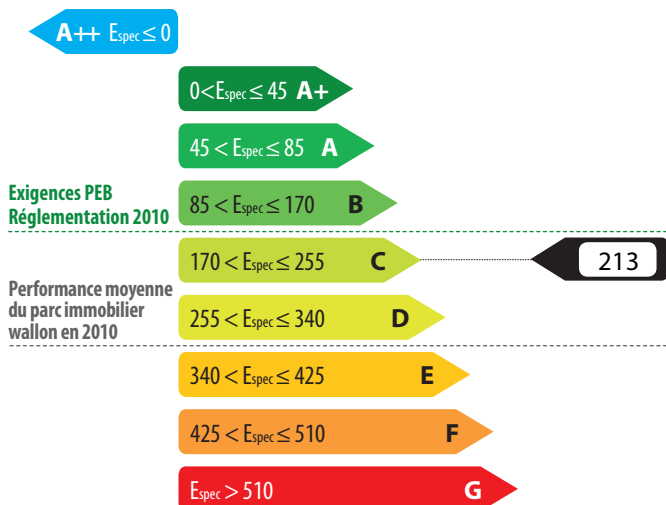 A++ Espec ≤ 0
0<Espec ≤ 45 A+
45 < Espec ≤ 85 A
Exigences PEB
Réglementation 2010
85 < Espec ≤ 170 B
170 < Espec ≤ 255 C
213
Performance moyenne
du parc immobilier
wallon en 2010
255 < Espec ≤ 340 D
340 < Espec ≤ 425 E
425 < Espec ≤ 510 F
Espec > 510 G